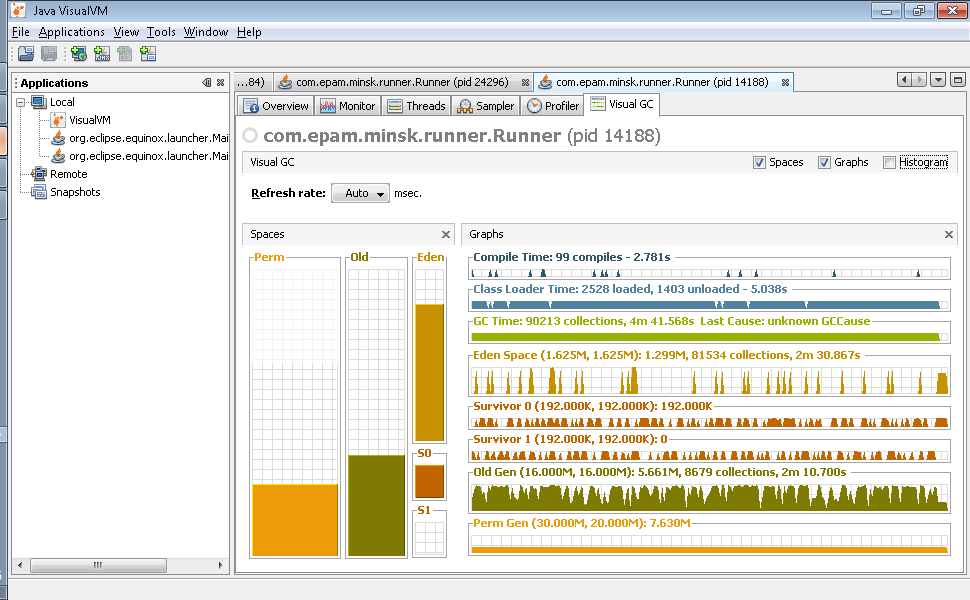 Java VisualVM
File Applications View Tools Window Help
Applications
Local
VisualVM
org.eclipse.equinox.launcher.Mai
org.eclipse.equinox.launcher.Mai
Remote
Snapshots
...84) com.epam.minsk.runner.Runner (pid 24296) com.epam.minsk.runner.Runner (pid 14188)
Overview Monitor Threads Sampler Profiler Visual GC
com.epam.minsk.runner.Runner (pid 14188)
Visual GC Spaces Graphs Histogram
Refresh rate: Auto msec.
Spaces
Perm Old Eden
S0
S1
Graphs
Compile Time: 99 compiles - 2.781s
Class Loader Time: 2528 loaded, 1403 unloaded - 5.038s
GC Time: 90213 collections, 4m 41.568s Last Cause: unknown GCCause
Eden Space (1.625M, 1.625M): 1.299M, 81534 collections, 2m 30.867s
Survivor 0 (192.000K, 192.000K): 192.000K
Survivor 1 (192.000K, 192.000K): 0
Old Gen (16.000M, 16.000M): 5.661M, 8679 collections, 2m 10.700s
Perm Gen (30.000M, 20.000M): 7.630M